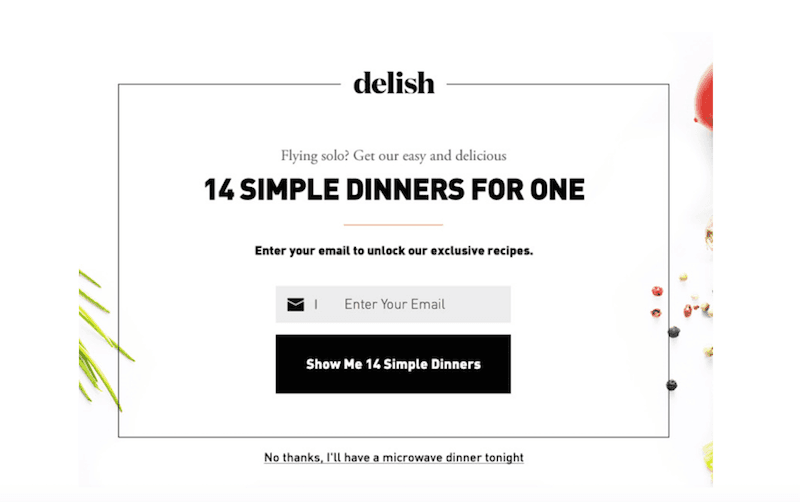 delish
Flying solo? Get our easy and delicious
14 SIMPLE DINNERS FOR ONE
Enter your email to unlock our exclusive recipes.
| Enter Your Email
Show Me 14 Simple Dinners
No thanks, I'll have a microwave dinner tonight